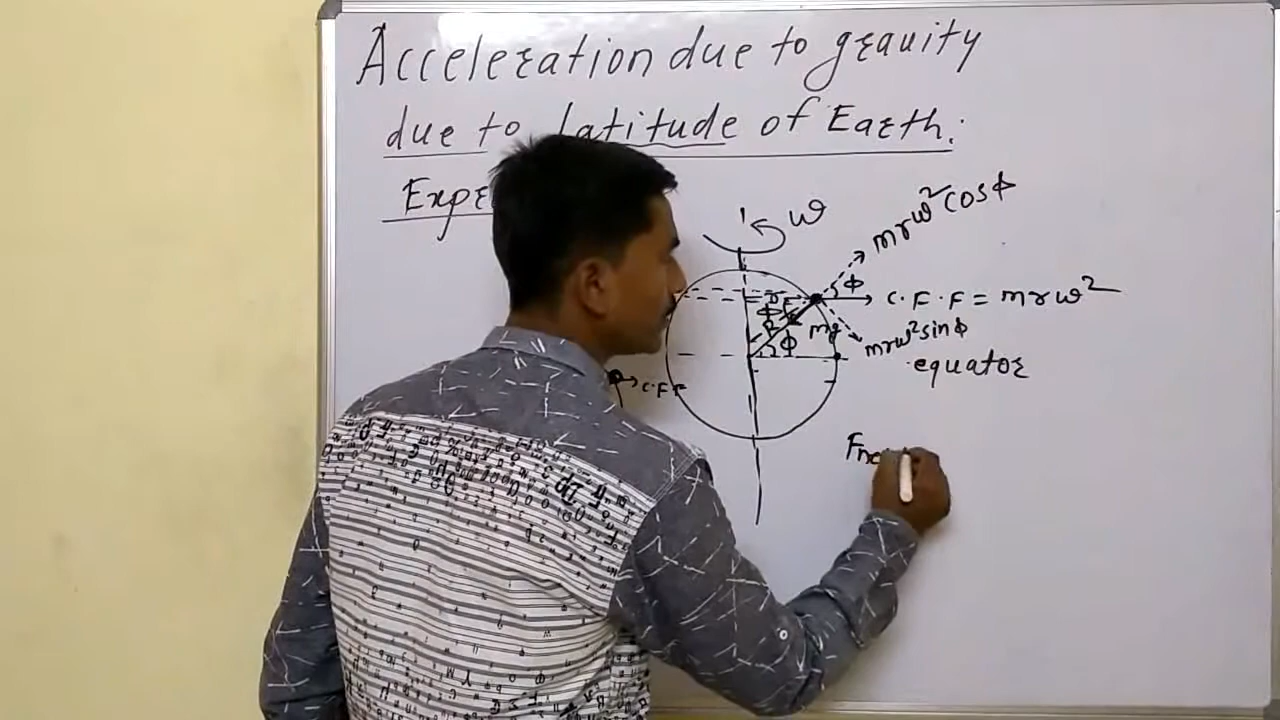 Acceleration due to gravity
due to latitude of Earth.
ω
mrω²cosΦ
Φ
C.F.F = mrω²
Φ
mg
mrω²sinΦ
Φ
equator
C.F.F